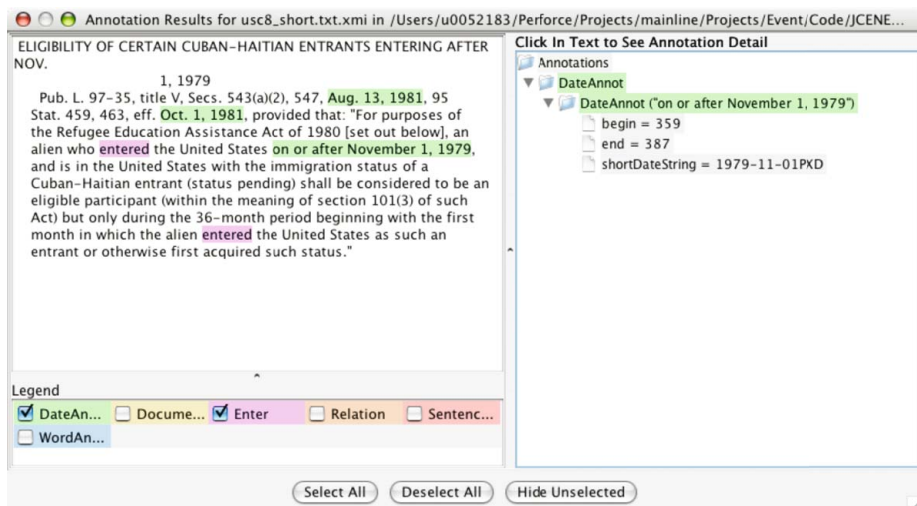 Annotation Results for usc8_short.txt.xmi in /Users/u0052183/Perforce/Projects/mainline/Projects/Event/Code/JCENE...
ELIGIBILITY OF CERTAIN CUBAN-HAITIAN ENTRANTS ENTERING AFTER
NOV.
1, 1979
Pub. L. 97-35, title V, Secs. 543(a)(2), 547, Aug. 13, 1981, 95
Stat. 459, 463, eff. Oct. 1, 1981, provided that: "For purposes of
the Refugee Education Assistance Act of 1980 [set out below], an
alien who entered the United States on or after November 1, 1979,
and is in the United States with the immigration status of a
Cuban-Haitian entrant (status pending) shall be considered to be an
eligible participant (within the meaning of section 101(3) of such
Act) but only during the 36-month period beginning with the first
month in which the alien entered the United States as such an
entrant or otherwise first acquired such status."
Legend
DateAn... Docume... Enter Relation Sentenc...
WordAn...
Click In Text to See Annotation Detail
Annotations
DateAnnot
DateAnnot ("on or after November 1, 1979")
begin = 359
end = 387
shortDateString = 1979-11-01PKD
Select All Deselect All Hide Unselected